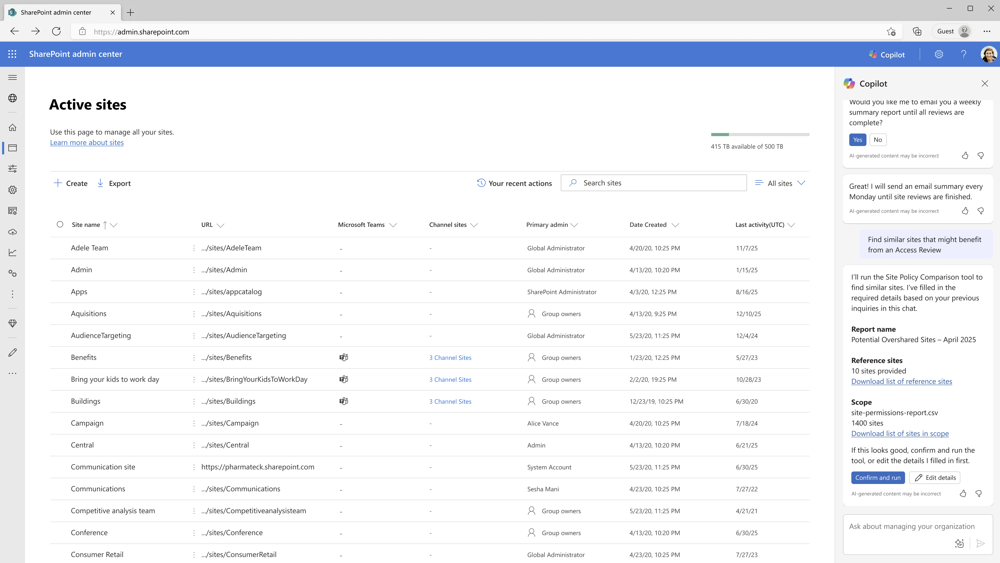 SharePoint admin center
https://admin.sharepoint.com
Guest
SharePoint admin center
Copilot
Active sites
Use this page to manage all your sites.
Learn more about sites
415 TB available of 500 TB
Create
Export
Your recent actions
Search sites
All sites
Site name URL Microsoft Teams Channel sites Primary admin Date Created Last activity(UTC)
Adele Team .../sites/AdeleTeam - - Global Administrator 4/20/20, 10:25 PM 11/7/25
Admin .../sites/Admin - - Global Administrator 4/13/20, 10:20 PM 1/15/25
Apps .../sites/appcatalog - - SharePoint Administrator 4/3/20, 12:25 PM 8/16/25
Aquisitions .../sites/Aquisitions - - Group owners 4/13/20, 9:25 PM 12/10/25
AudienceTargeting .../sites/AudienceTargeting - - Global Administrator 5/23/20, 11:25 PM 12/4/24
Benefits .../sites/Benefits 3 Channel Sites Group owners 1/23/20, 12:25 PM 5/27/23
Bring your kids to work day .../sites/BringYourKidsToWorkDay 3 Channel Sites Group owners 2/2/20, 19:25 PM 10/28/23
Buildings .../sites/Buildings 3 Channel Sites Group owners 12/23/19, 10:25 PM 6/30/20
Campaign .../sites/Campaign - - Alice Vance 4/20/20, 10:25 PM 7/18/24
Central .../sites/Central - - Admin 4/13/20, 10:20 PM 6/21/25
Communication site https://pharmateck.sharepoint.com - - System Account 5/23/20, 11:25 PM 6/30/25
Communications .../sites/Communications - - Sesha Mani 4/23/20, 10:25 PM 7/27/22
Competitive analysis team .../sites/Competitiveanalysisteam - - Group owners 5/23/20, 11:25 PM 4/21/21
Conference .../sites/Conference - - Group owners 4/13/20, 10:20 PM 6/30/25
Consumer Retail .../sites/ConsumerRetail - - Global Administrator 4/23/20, 10:25 PM 7/27/23
Copilot
Would you like me to email you a weekly
summary report until all reviews are
complete?
Yes No
AI-generated content may be incorrect
Great! I will send an email summary every
Monday until site reviews are finished.
AI-generated content may be incorrect
Find similar sites that might benefit
from an Access Review
I’ll run the Site Policy Comparison tool to
find similar sites. I’ve filled in the
required details based on your previous
inquiries in this chat.
Report name
Potential Overshared Sites – April 2025
Reference sites
10 sites provided
Download list of reference sites
Scope
site-permissions-report.csv
1400 sites
Download list of sites in scope
If this looks good, confirm and run the
tool, or edit the details I filled in first.
Confirm and run Edit details
AI-generated content may be incorrect
Ask about managing your organization